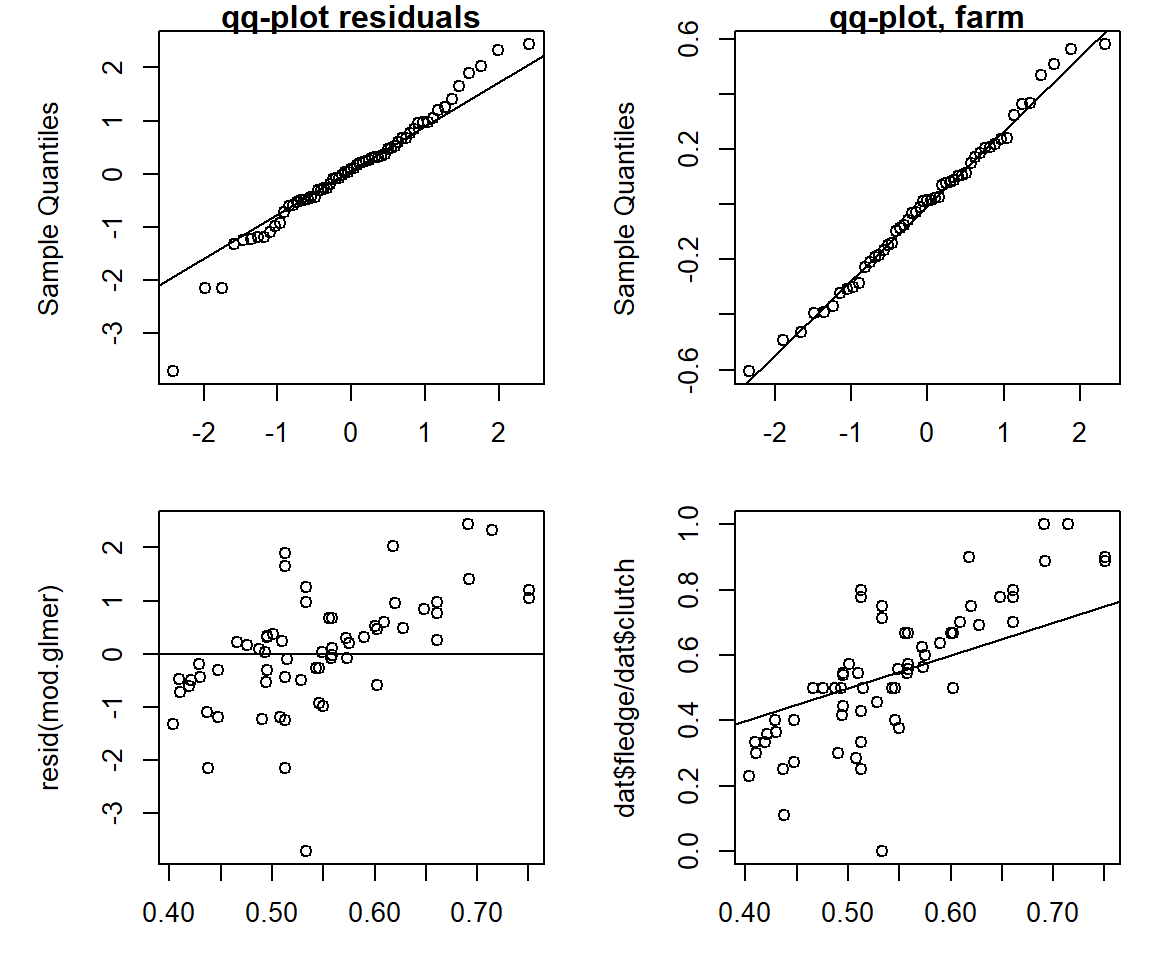 qq-plot residuals
Sample Quantiles
2
1
0
-1
-2
-3
-2 -1 0 1 2
qq-plot, farm
Sample Quantiles
0.6
0.2
-0.2
-0.6
-2 -1 0 1 2
resid(mod.glmer)
2
1
0
-1
-2
-3
0.40 0.50 0.60 0.70
dat$fledge/dat$clutch
1.0
0.8
0.6
0.4
0.2
0.0
0.40 0.50 0.60 0.70